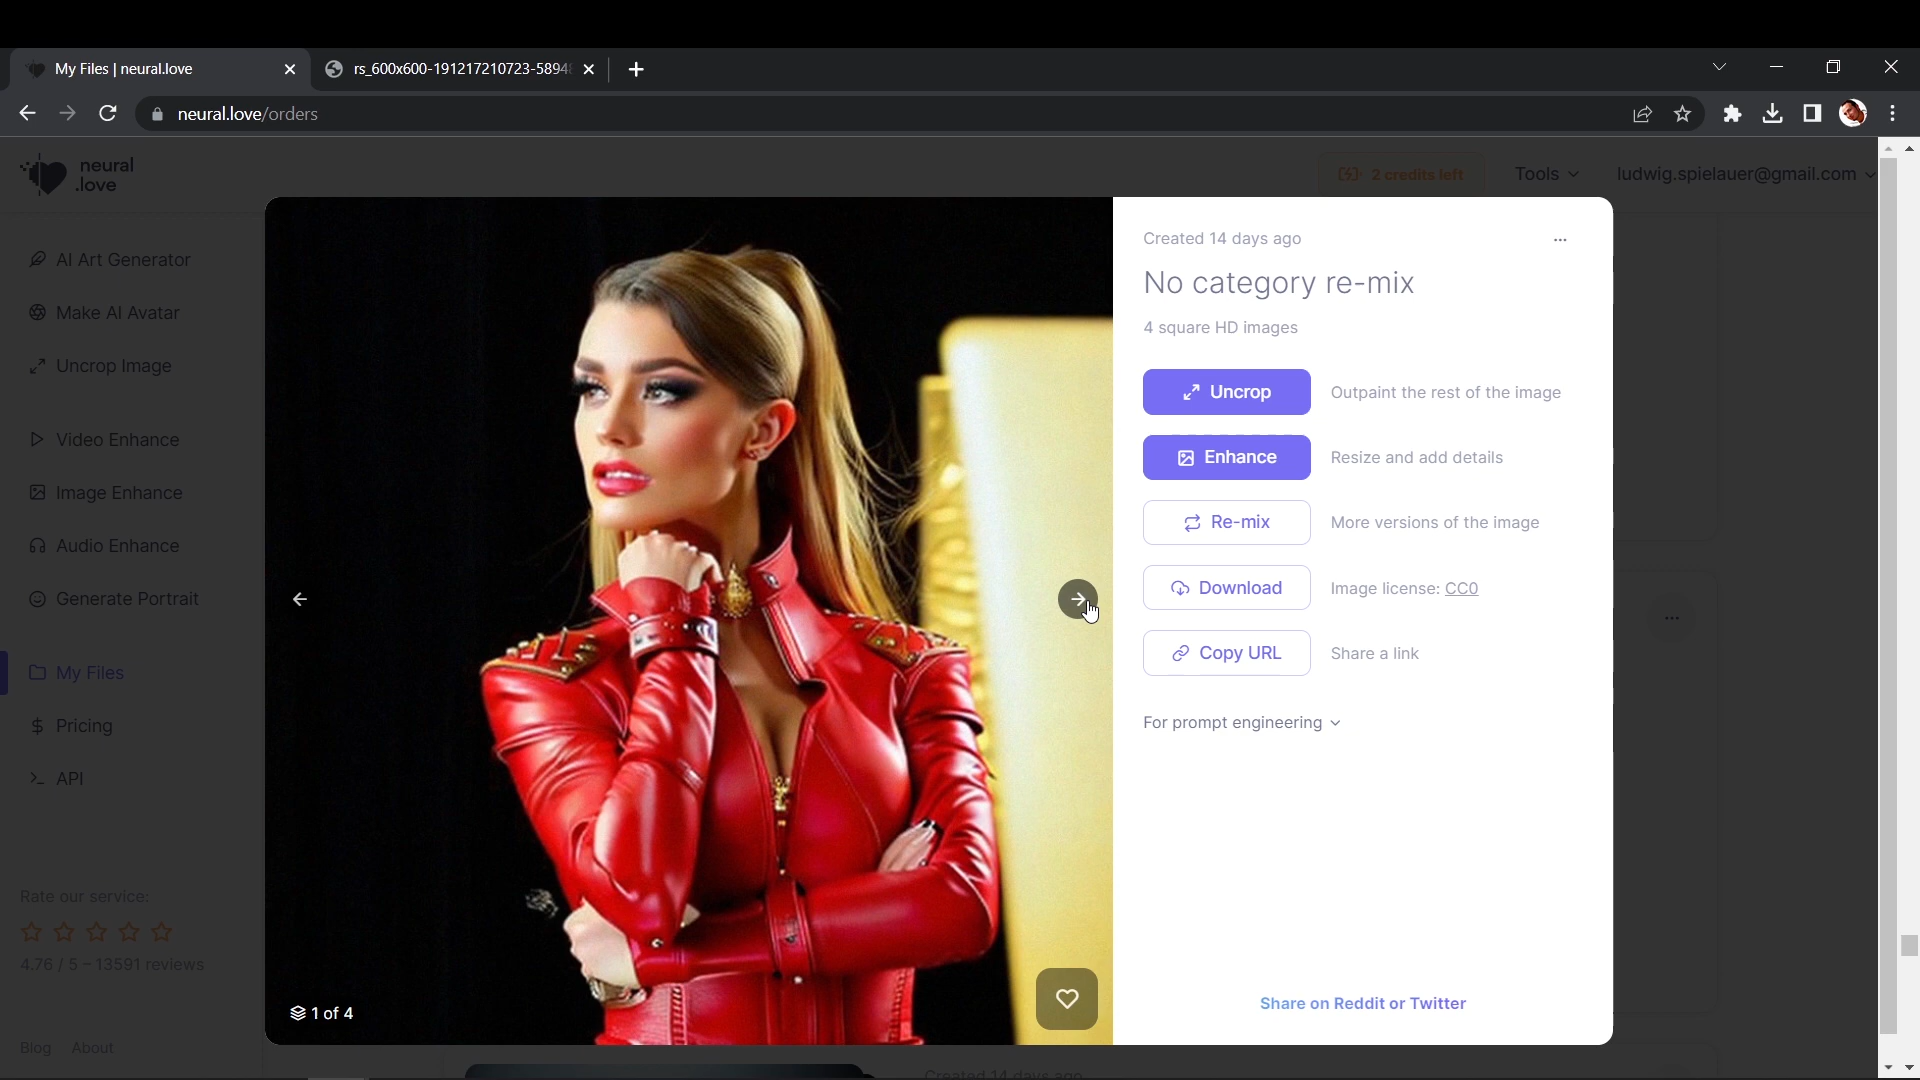 My Files | neural.love
rs_600x600-191217210723-5894
neural.love/orders
neural
.love
2 credits left
Tools
ludwig.spielauer@gmail.com
AI Art Generator
Make AI Avatar
Uncrop Image
Video Enhance
Image Enhance
Audio Enhance
Generate Portrait
My Files
Pricing
API
Rate our service:
4.76 / 5 – 13591 reviews
Blog About
1 of 4
Created 14 days ago
...
No category re-mix
4 square HD images
Uncrop Outpaint the rest of the image
Enhance Resize and add details
Re-mix More versions of the image
Download Image license: CC0
Copy URL Share a link
For prompt engineering
Share on Reddit or Twitter
...
Created 14 days ago